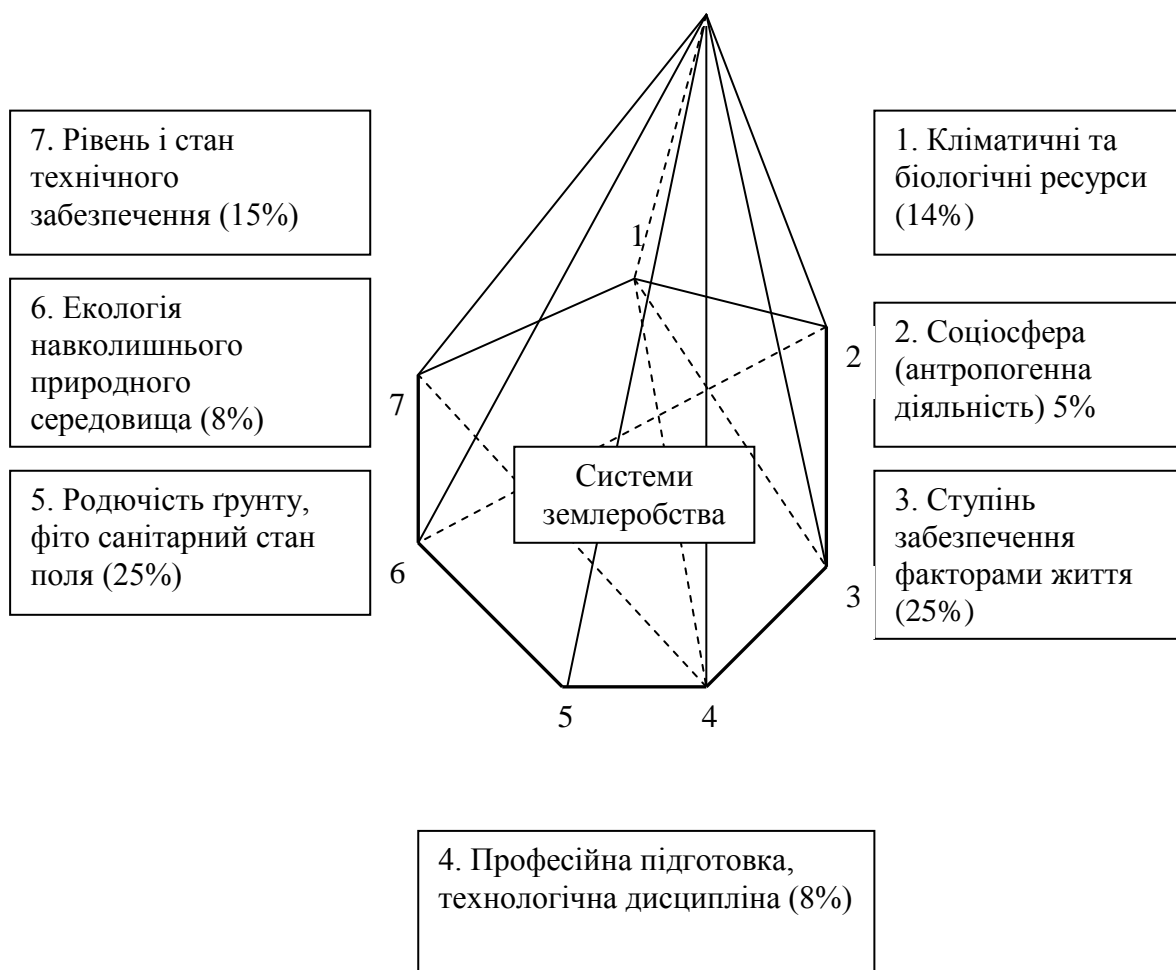 7. Рівень і стан
технічного
забезпечення (15%)
1. Кліматичні та
біологічні ресурси
(14%)
1
6. Екологія
навколишнього
природного
середовища (8%)
2. Соціосфера
(антропогенна
діяльність) 5%
2
7
5. Родючість ґрунту,
фіто санітарний стан
поля (25%)
Системи
землеробства
3. Ступінь
забезпечення
факторами життя
(25%)
6
3
5
4
4. Професійна підготовка,
технологічна дисципліна (8%)